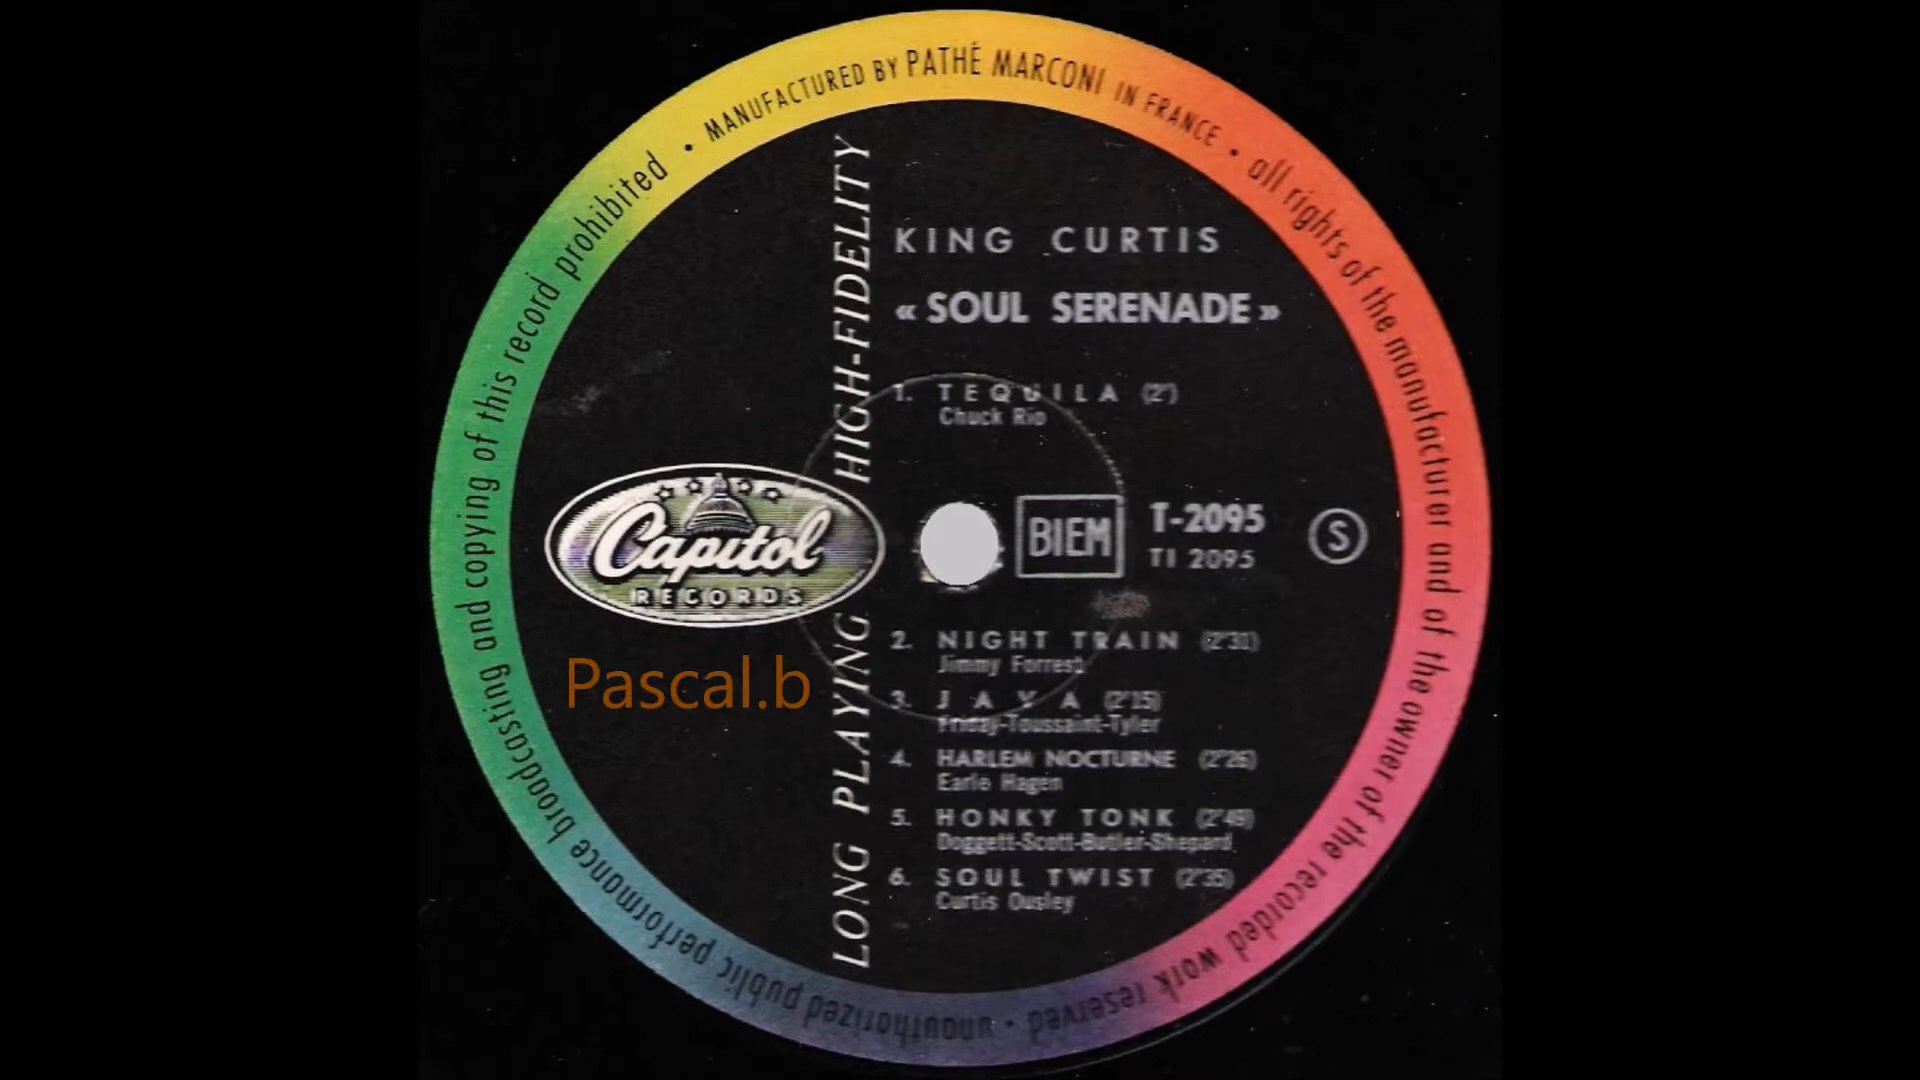 • MANUFACTURED BY PATHÉ MARCONI IN FRANCE • all rights of the manufacturer and of the owner of the recorded work reserved • unauthorized public performance broadcasting and copying of this record prohibited
LONG PLAYING HIGH-FIDELITY
KING CURTIS
« SOUL SERENADE »
1. TEQUILA (2')
Chuck Rio
Capitol
RECORDS
BIEM
T-2095
TI 2095
S
Pascal.b
2. NIGHT TRAIN (2'31)
Jimmy Forrest
3. JAVA (2'15)
Friday-Toussaint-Tyler
4. HARLEM NOCTURNE (2'26)
Earle Hagen
5. HONKY TONK (2'49)
Doggett-Scott-Butler-Shepard
6. SOUL TWIST (2'35)
Curtis Ousley